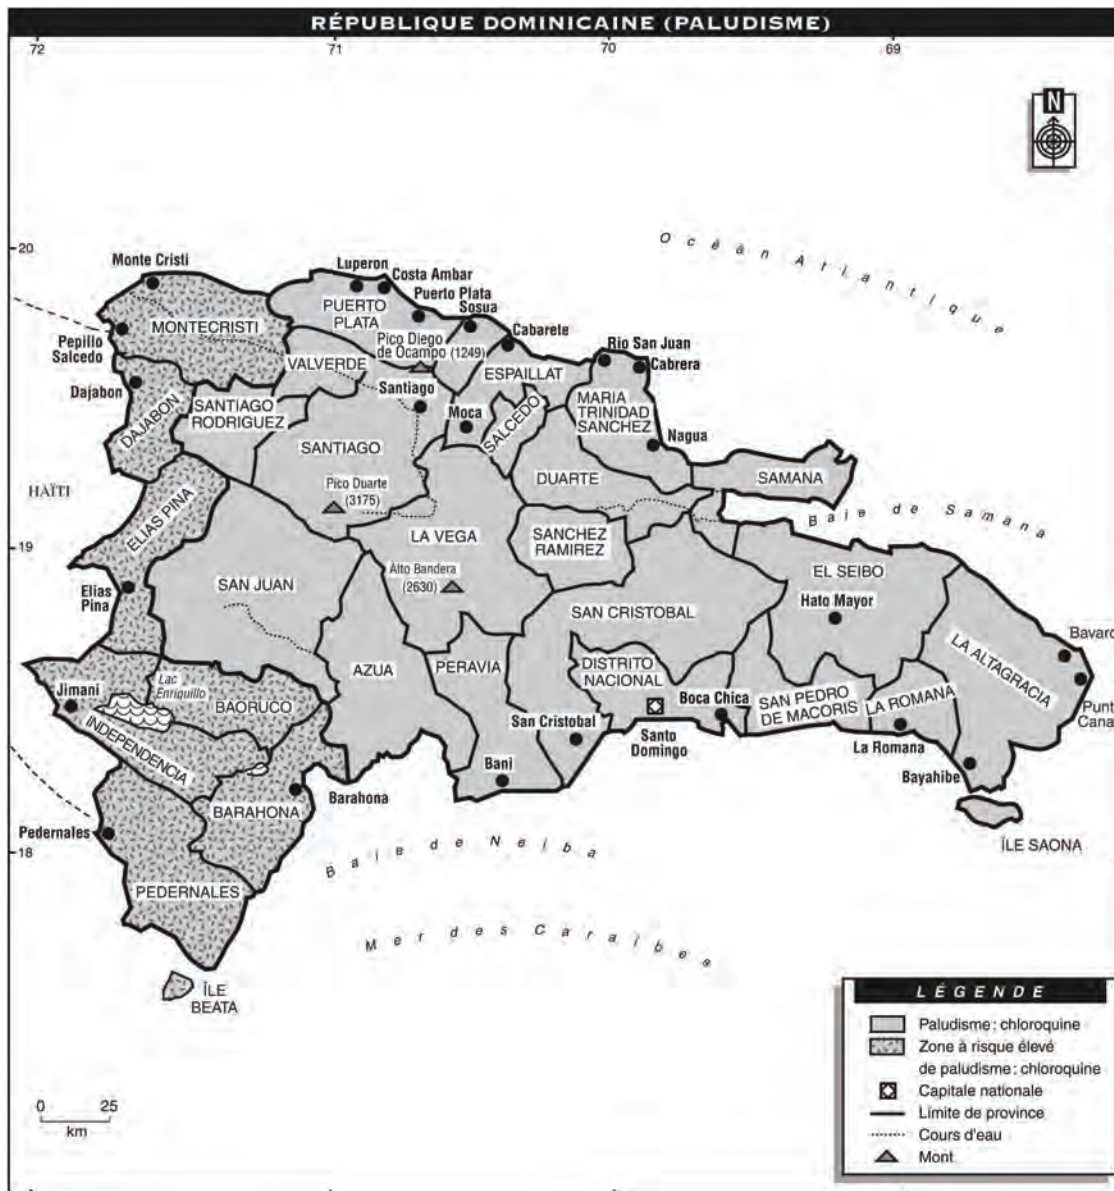 RÉPUBLIQUE DOMINICAINE (PALUDISME)
72
71
70
69
N
20
Océan Atlantique
Monte Cristi
Luperon
Costa Ambar
Puerto Plata
Sosua
Cabarete
MONTECRISTI
PUERTO
PLATA
Pico Diego
de Ocampo (1249)
Rio San Juan
Cabrera
Pepillo
Salcedo
VALVERDE
ESPAILLAT
Dajabon
Santiago
DAJABON
SANTIAGO
RODRIGUEZ
Moca
SALCEDO
MARIA
TRINIDAD
SANCHEZ
Nagua
SANTIAGO
DUARTE
SAMANA
HAÏTI
Pico Duarte
(3175)
ELIAS PINA
Baie de Samana
19
LA VEGA
SANCHEZ
RAMIREZ
SAN JUAN
Alto Bandera
(2630)
EL SEIBO
Elias
Pina
Hato Mayor
SAN CRISTOBAL
Bavaro
LA ALTAGRACIA
Punta
Cana
AZUA
PERAVIA
DISTRITO
NACIONAL
Jimani
Lac
Enriquillo
BAORUCO
Boca Chica
SAN PEDRO
DE MACORIS
LA ROMANA
INDEPENDENCIA
San Cristobal
Santo
Domingo
La Romana
Bani
Bayahibe
BARAHONA
Barahona
Pedernales
18
Baie de Neiba
ÎLE SAONA
PEDERNALES
Mer des Caraïbes
ÎLE
BEATA
LÉGENDE
Paludisme : chloroquine
Zone à risque élevé
de paludisme : chloroquine
Capitale nationale
Limite de province
Cours d'eau
Mont
0 25
km